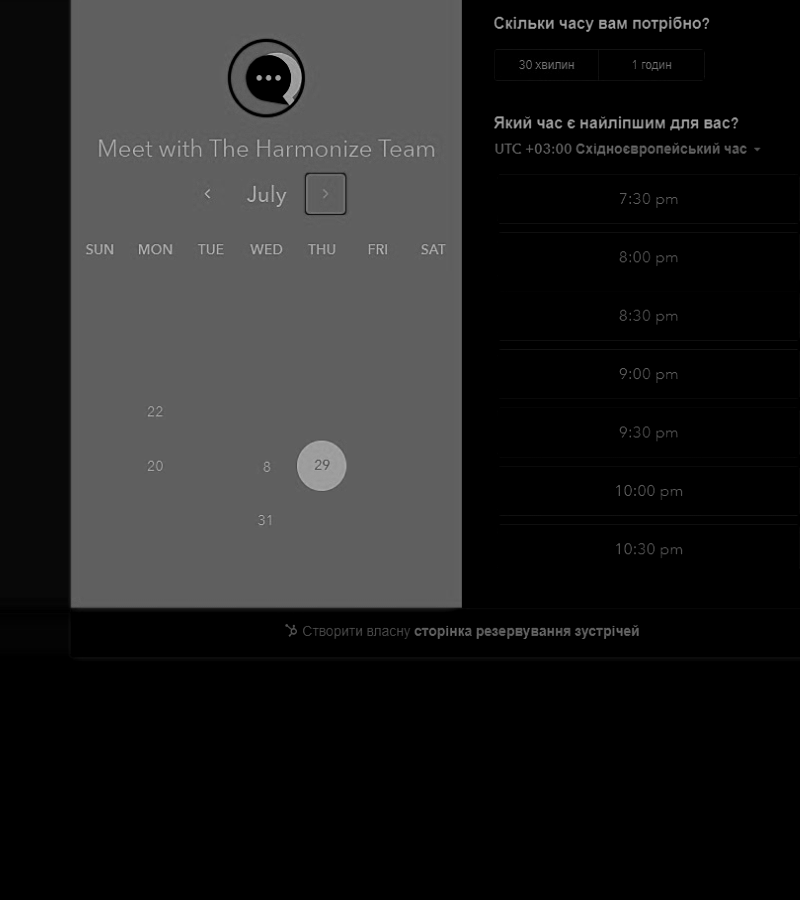 Meet with The Harmonize Team
July
SUN MON TUE WED THU FRI SAT
22
20 8 29
31
Скільки часу вам потрібно?
30 хвилин 1 годин
Який час є найліпшим для вас?
UTC +03:00 Східноєвропейський час
7:30 pm
8:00 pm
8:30 pm
9:00 pm
9:30 pm
10:00 pm
10:30 pm
Створити власну сторінка резервування зустрічей